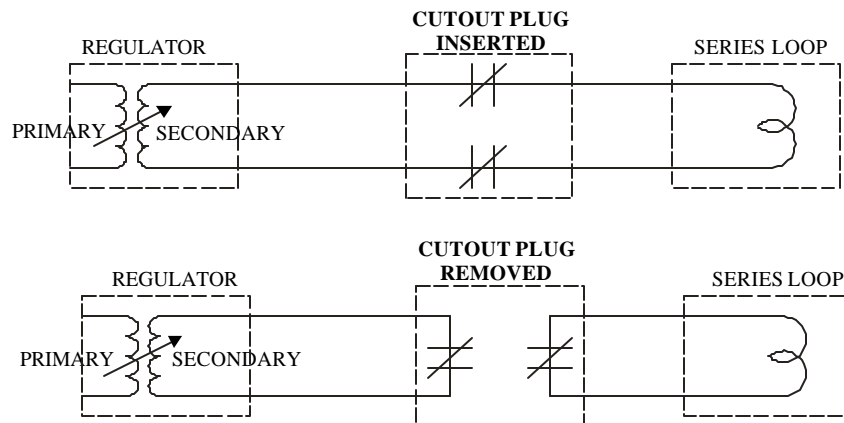 CUTOUT PLUG
INSERTED
REGULATOR
SERIES LOOP
PRIMARY
SECONDARY
CUTOUT PLUG
REMOVED
REGULATOR
SERIES LOOP
PRIMARY
SECONDARY